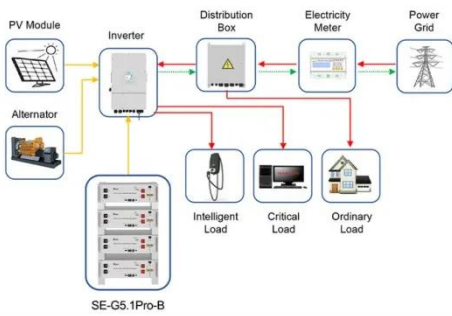 PV Module
Inverter
Distribution
Box
Electricity
Meter
Power
Grid
Alternator
Intelligent
Load
Critical
Load
Ordinary
Load
SE-G5.1Pro-B